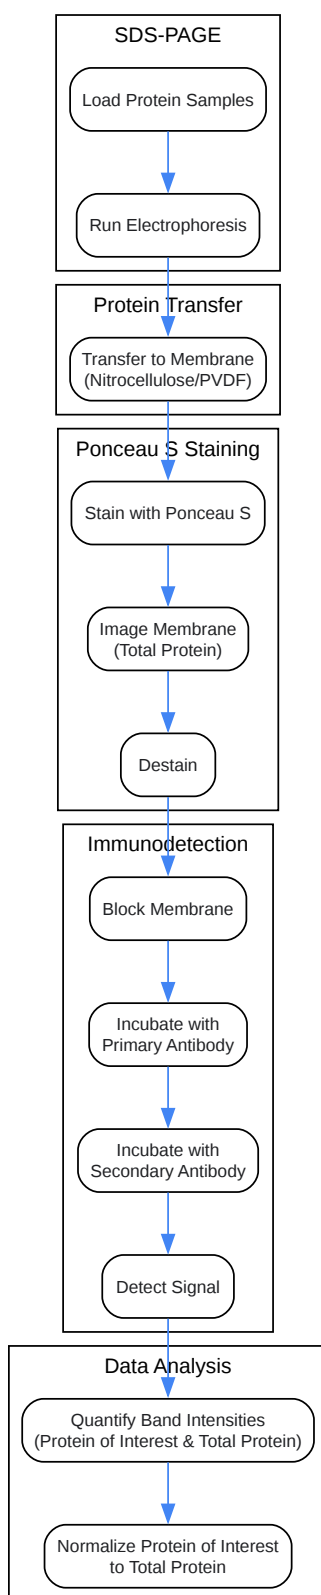 SDS-PAGE
Load Protein Samples
Run Electrophoresis
Protein Transfer
Transfer to Membrane
(Nitrocellulose/PVDF)
Ponceau S Staining
Stain with Ponceau S
Image Membrane
(Total Protein)
Destain
Immunodetection
Block Membrane
Incubate with
Primary Antibody
Incubate with
Secondary Antibody
Detect Signal
Data Analysis
Quantify Band Intensities
(Protein of Interest & Total Protein)
Normalize Protein of Interest
to Total Protein